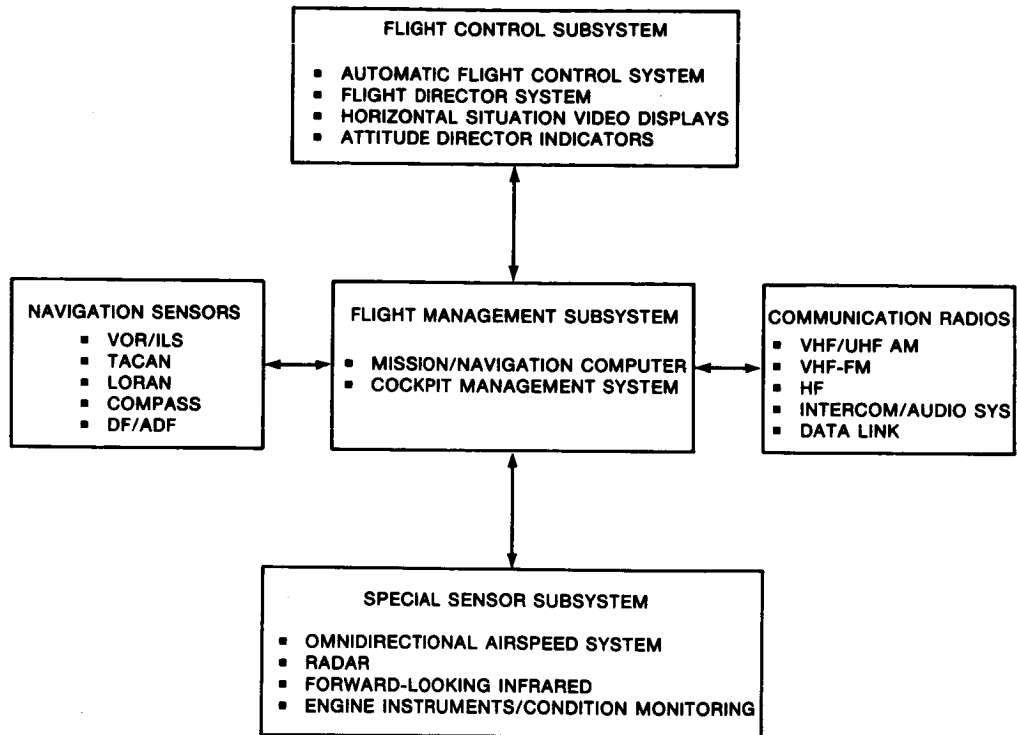 FLIGHT CONTROL SUBSYSTEM
▪ AUTOMATIC FLIGHT CONTROL SYSTEM
▪ FLIGHT DIRECTOR SYSTEM
▪ HORIZONTAL SITUATION VIDEO DISPLAYS
▪ ATTITUDE DIRECTOR INDICATORS
NAVIGATION SENSORS
▪ VOR/ILS
▪ TACAN
▪ LORAN
▪ COMPASS
▪ DF/ADF
FLIGHT MANAGEMENT SUBSYSTEM
▪ MISSION/NAVIGATION COMPUTER
▪ COCKPIT MANAGEMENT SYSTEM
COMMUNICATION RADIOS
▪ VHF/UHF AM
▪ VHF-FM
▪ HF
▪ INTERCOM/AUDIO SYS
▪ DATA LINK
SPECIAL SENSOR SUBSYSTEM
▪ OMNIDIRECTIONAL AIRSPEED SYSTEM
▪ RADAR
▪ FORWARD-LOOKING INFRARED
▪ ENGINE INSTRUMENTS/CONDITION MONITORING